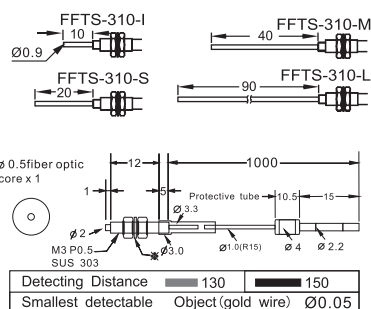 FFTS-310-I
10
Ø0.9
FFTS-310-M
40
FFTS-310-S
20
FFTS-310-L
90
ø 0.5fiber optic
core x 1
12
1000
1
5
Protective tube
10.5
15
ø 3.3
ø 2
M3 P0.5
SUS 303
ø3.0
ø1.0(R15)
ø 4
ø 2.2
Detecting Distance 130 150
Smallest detectable Object(gold wire) Ø0.05